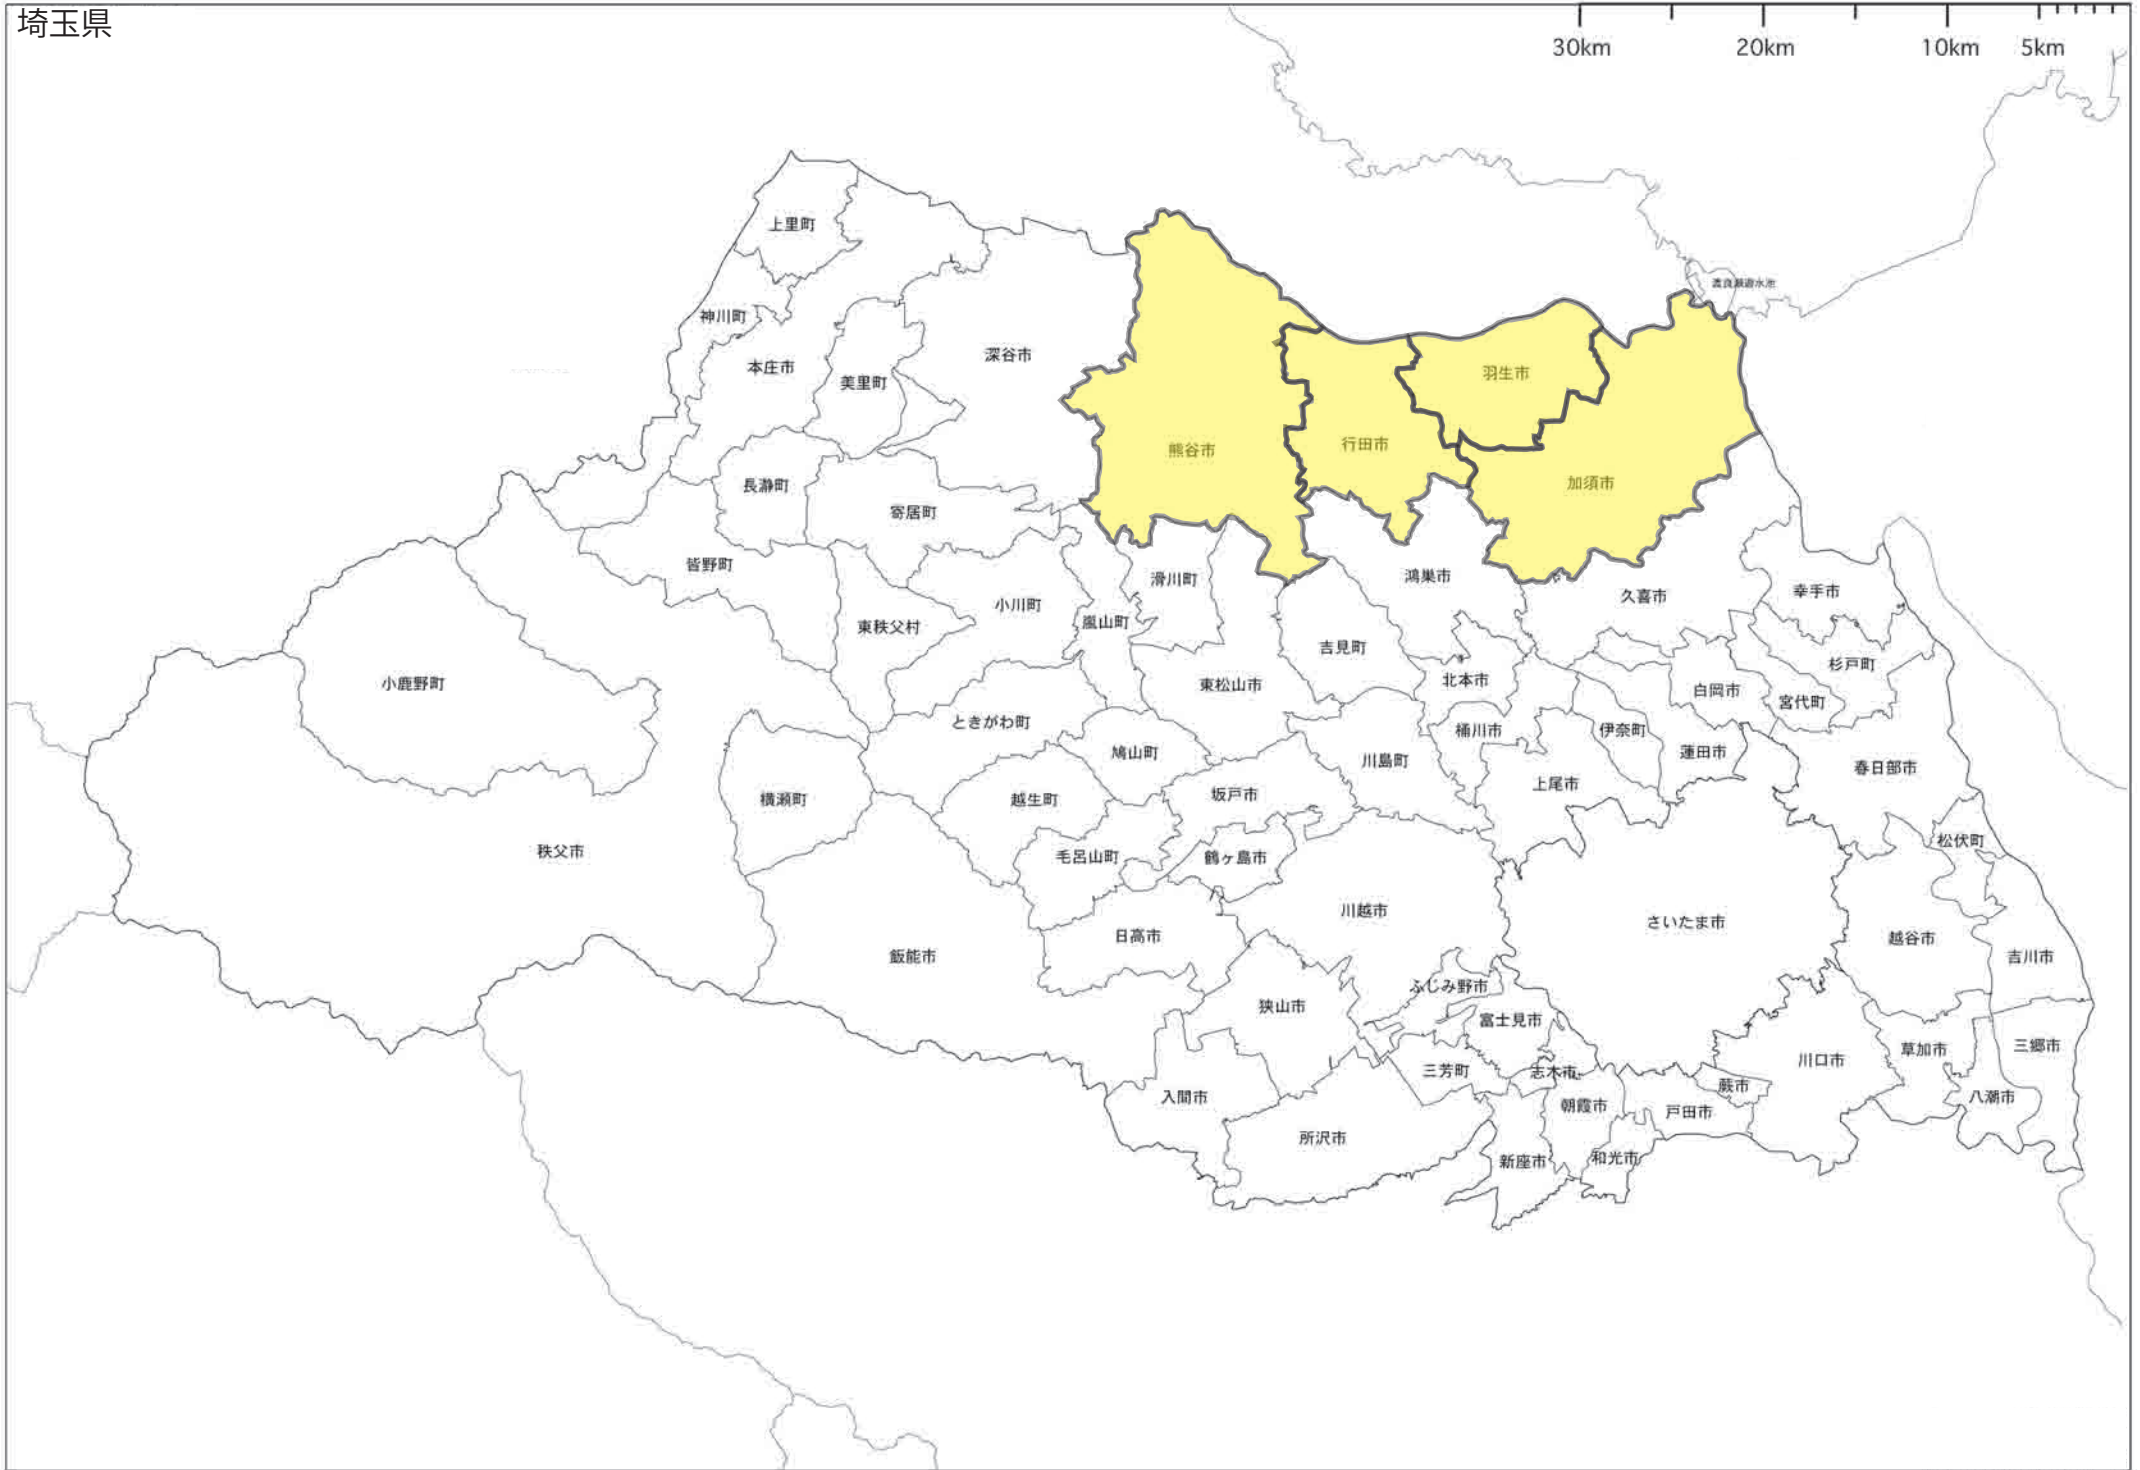 埼玉県
30km
20km
10km
5km
上里町
渡良瀬遊水池
神川町
本庄市
美里町
深谷市
羽生市
熊谷市
行田市
加須市
長瀞町
寄居町
皆野町
東秩父村
小川町
嵐山町
滑川町
鴻巣市
久喜市
幸手市
小鹿野町
ときがわ町
東松山市
吉見町
北本市
白岡市
宮代町
杉戸町
鳩山町
川島町
桶川市
伊奈町
蓮田市
春日部市
横瀬町
越生町
坂戸市
上尾市
松伏町
秩父市
毛呂山町
鶴ヶ島市
川越市
さいたま市
越谷市
吉川市
飯能市
日高市
狭山市
ふじみ野市
富士見市
三芳町
志木市
川口市
草加市
三郷市
入間市
所沢市
朝霞市
蕨市
戸田市
八潮市
新座市
和光市